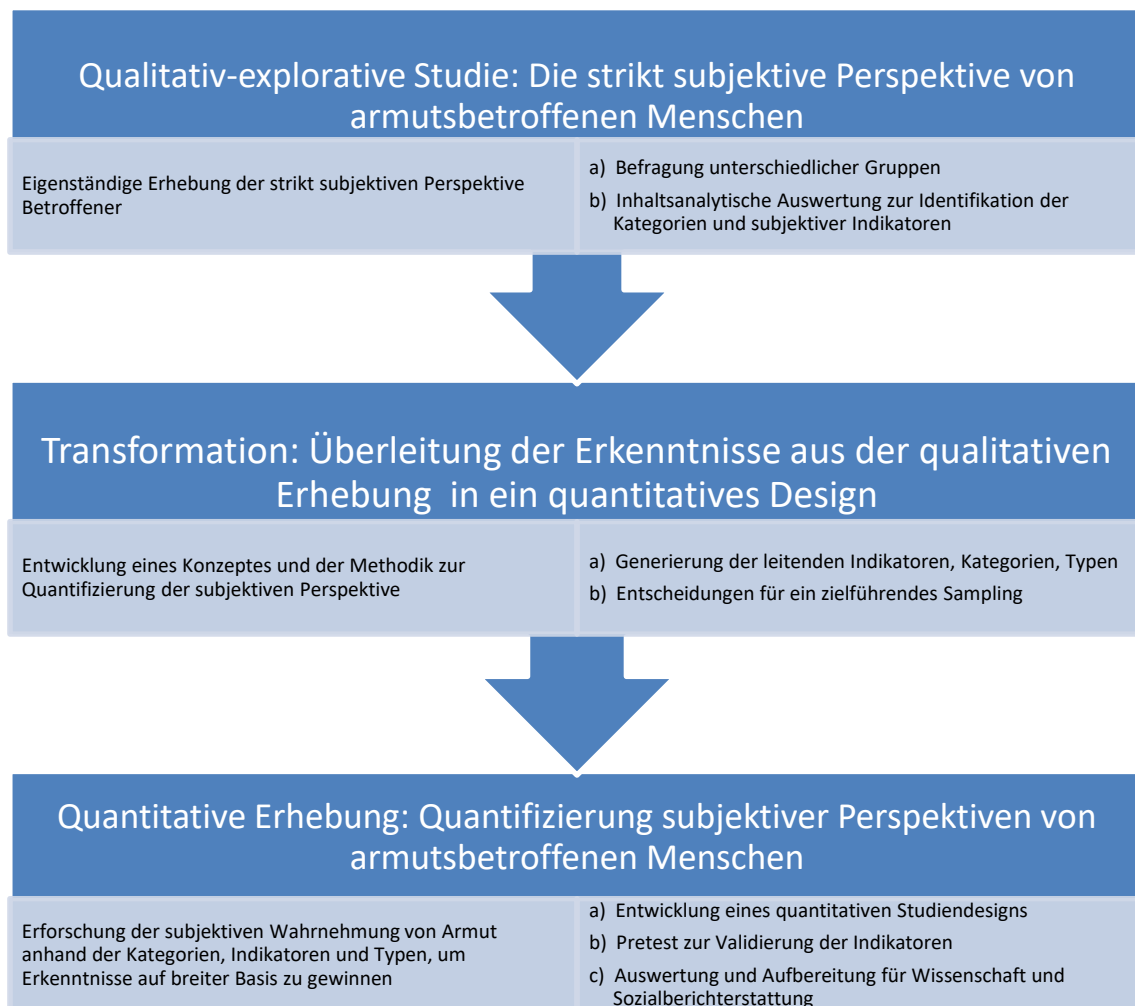 Qualitativ-explorative Studie: Die strikt subjektive Perspektive von
armutsbetroffenen Menschen
Eigenständige Erhebung der strikt subjektiven Perspektive
Betroffener
a) Befragung unterschiedlicher Gruppen
b) Inhaltsanalytische Auswertung zur Identifikation der
Kategorien und subjektiver Indikatoren
Transformation: Überleitung der Erkenntnisse aus der qualitativen
Erhebung in ein quantitatives Design
Entwicklung eines Konzeptes und der Methodik zur
Quantifizierung der subjektiven Perspektive
a) Generierung der leitenden Indikatoren, Kategorien, Typen
b) Entscheidungen für ein zielführendes Sampling
Quantitative Erhebung: Quantifizierung subjektiver Perspektiven von
armutsbetroffenen Menschen
Erforschung der subjektiven Wahrnehmung von Armut
anhand der Kategorien, Indikatoren und Typen, um
Erkenntnisse auf breiter Basis zu gewinnen
a) Entwicklung eines quantitativen Studiendesigns
b) Pretest zur Validierung der Indikatoren
c) Auswertung und Aufbereitung für Wissenschaft und
Sozialberichterstattung